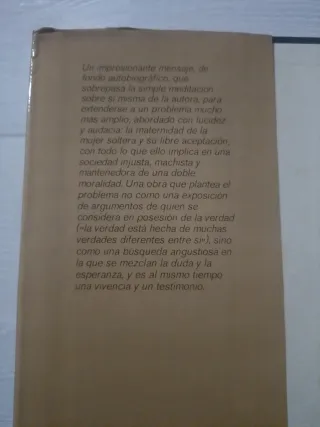 Un impresionante mensaje, de
fondo autobiográfico, que
sobrepasa la simple meditación
sobre sí misma de la autora, para
extenderse a un problema mucho
más amplio, abordado con lucidez
y audacia: la maternidad de la
mujer soltera y su libre aceptación,
con todo lo que ello implica en una
sociedad injusta, machista y
mantenedora de una doble
moralidad. Una obra que plantea el
problema no como una exposición
de argumentos de quien se
considera en posesión de la verdad
(«la verdad está hecha de muchas
verdades diferentes entre sí»), sino
como una búsqueda angustiosa en
la que se mezclan la duda y la
esperanza, y es al mismo tiempo
una vivencia y un testimonio.